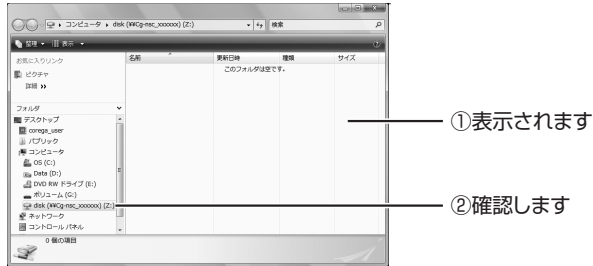 コンピュータ ▸ disk (¥¥Cg-nsc_xxxxxx) (Z:) 検索
整理 表示
お気に入りリンク
ピクチャ
詳細 »
フォルダ
デスクトップ
corega_user
パブリック
コンピュータ
OS (C:)
Data (D:)
DVD RW ドライブ (E:)
ボリューム (G:)
disk (¥¥Cg-nsc_xxxxxx) (Z:)
ネットワーク
コントロール パネル
名前 更新日時 種類 サイズ
このフォルダは空です。
0 個の項目
①表示されます
②確認します